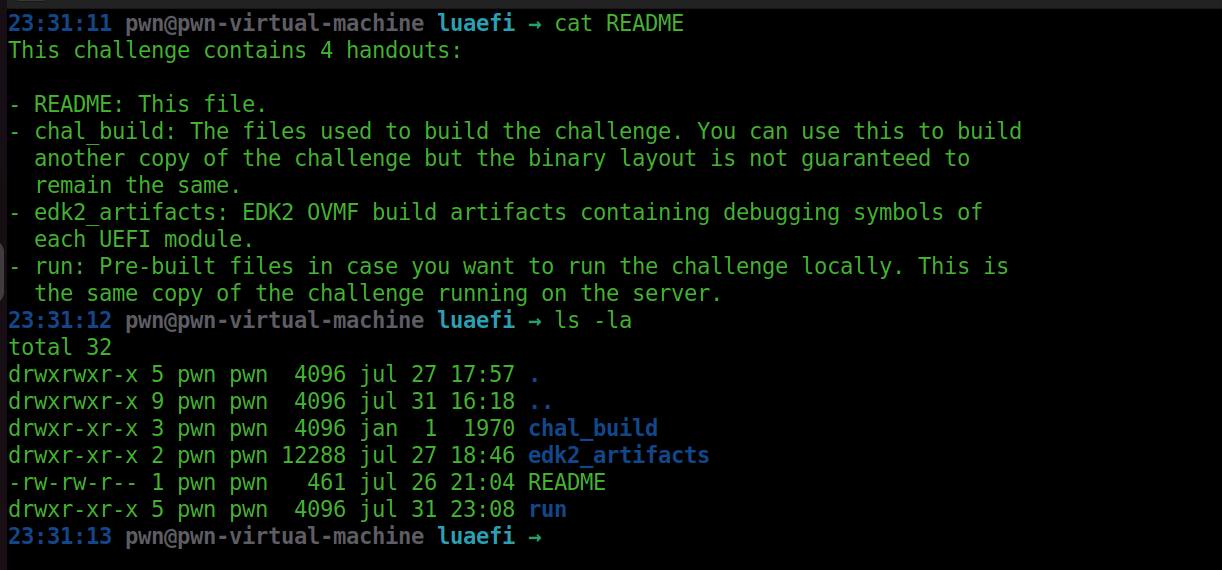 23:31:11 pwn@pwn-virtual-machine luaefi → cat README
This challenge contains 4 handouts:
- README: This file.
- chal_build: The files used to build the challenge. You can use this to build
another copy of the challenge but the binary layout is not guaranteed to
remain the same.
- edk2_artifacts: EDK2 OVMF build artifacts containing debugging symbols of
each UEFI module.
- run: Pre-built files in case you want to run the challenge locally. This is
the same copy of the challenge running on the server.
23:31:12 pwn@pwn-virtual-machine luaefi → ls -la
total 32
drwxrwxr-x 5 pwn pwn  4096 jul 27 17:57 .
drwxrwxr-x 9 pwn pwn  4096 jul 31 16:18 ..
drwxr-xr-x 3 pwn pwn  4096 jan  1  1970 chal_build
drwxr-xr-x 2 pwn pwn 12288 jul 27 18:46 edk2_artifacts
-rw-rw-r-- 1 pwn pwn   461 jul 26 21:04 README
drwxr-xr-x 5 pwn pwn  4096 jul 31 23:08 run
23:31:13 pwn@pwn-virtual-machine luaefi →